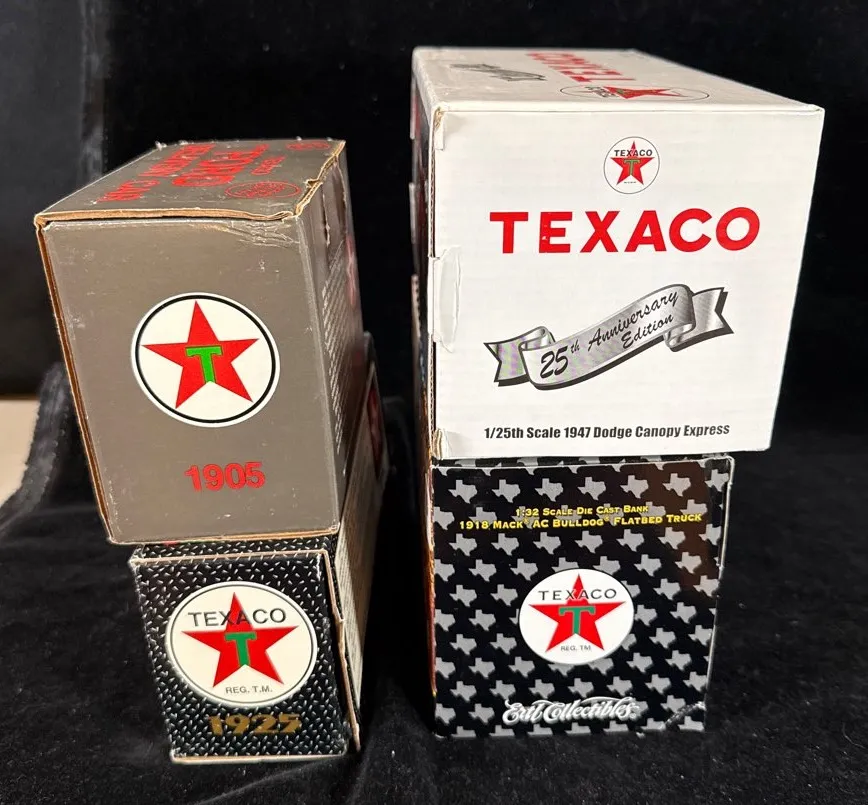 T
1905
TEXACO
T
REG. T.M.
1925
TEXACO
TEXACO
T
TEXACO
25th Anniversary
Edition
1/25th Scale 1947 Dodge Canopy Express
1:32 SCALE DIE CAST BANK
1918 MACK® AC BULLDOG® FLATBED TRUCK
TEXACO
T
REG. TM
Ertl Collectibles